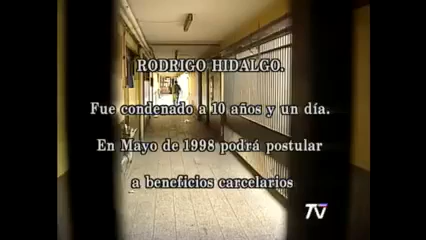 RODRIGO HIDALGO.
Fue condenado a 10 años y un día.
En Mayo de 1998 podrá postular
a beneficios carcelarios
TV